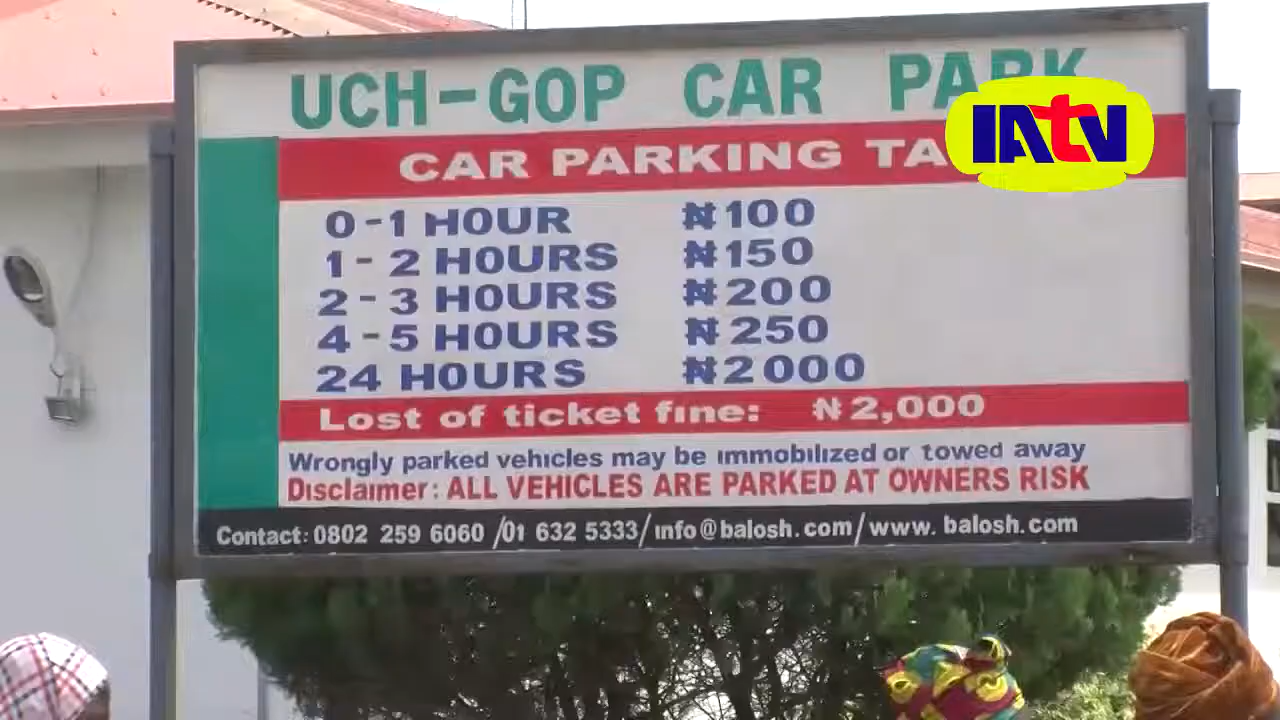 UCH-GOP CAR PARK
CAR PARKING
0-1 HOUR ₦100
1-2 HOURS ₦150
2-3 HOURS ₦200
4-5 HOURS ₦250
24 HOURS ₦2000
Lost of ticket fine: ₦2,000
Wrongly parked vehicles may be immobilized or towed away
Disclaimer: ALL VEHICLES ARE PARKED AT OWNERS RISK
Contact: 0802 259 6060 /01 632 5333/ info@balosh.com/ www. balosh.com
IAtv